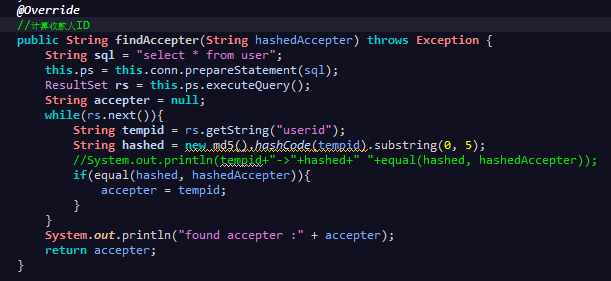 @Override
//计算收款人ID
public String findAccepter(String hashedAccepter) throws Exception {
String sql = "select * from user";
this.ps = this.conn.prepareStatement(sql);
ResultSet rs = this.ps.executeQuery();
String accepter = null;
while(rs.next()){
String tempid = rs.getString("userid");
String hashed = new md5().hashCode(tempid).substring(0, 5);
//System.out.println(tempid+"->"+hashed+" "+equal(hashed, hashedAccepter));
if(equal(hashed, hashedAccepter)){
accepter = tempid;
}
}
System.out.println("found accepter :" + accepter);
return accepter;
}